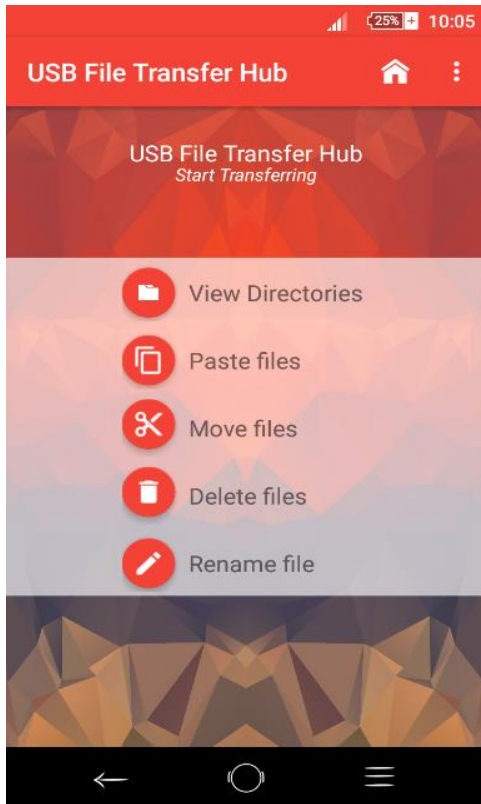 25% 10:05
USB File Transfer Hub
USB File Transfer Hub
Start Transferring
View Directories
Paste files
Move files
Delete files
Rename file